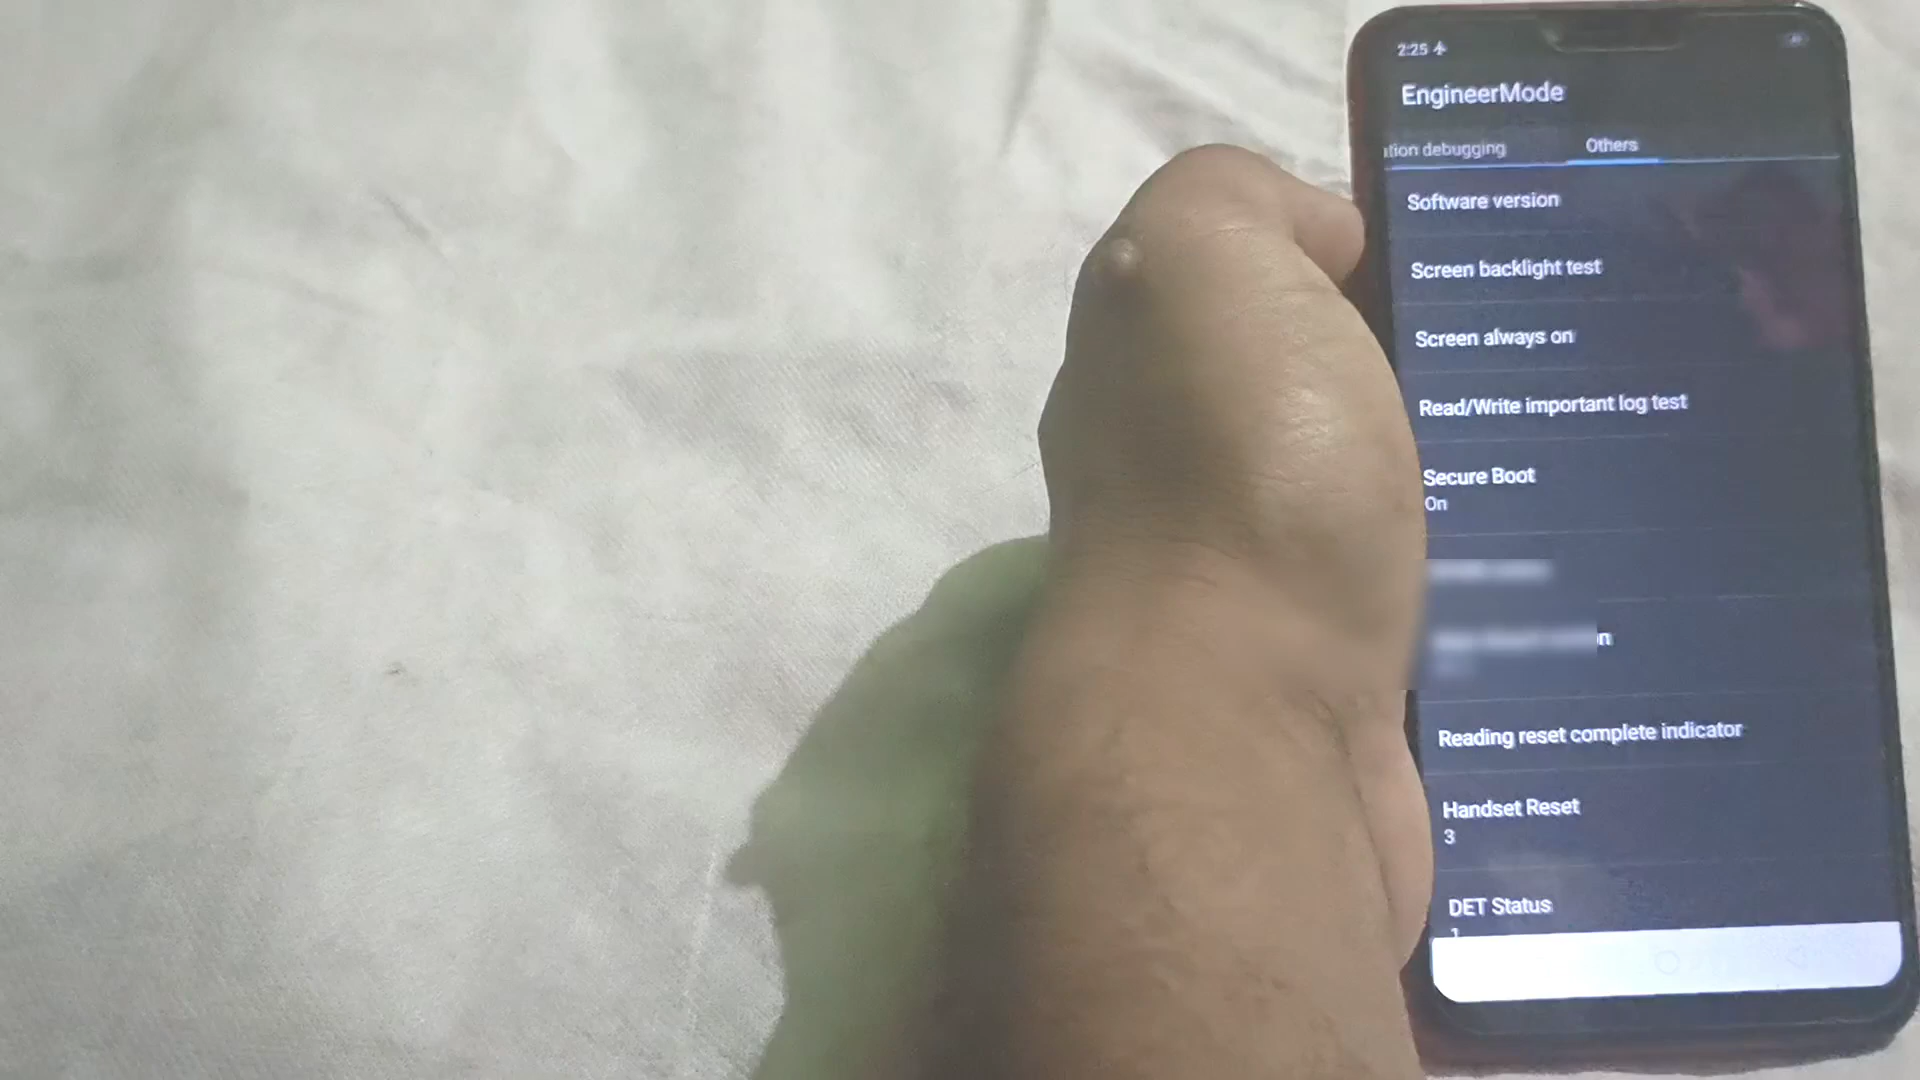 2:25
EngineerMode
tion debugging Others
Software version
Screen backlight test
Screen always on
Read/Write important log test
Secure Boot
On
Reading reset complete indicator
Handset Reset
3
DET Status
1